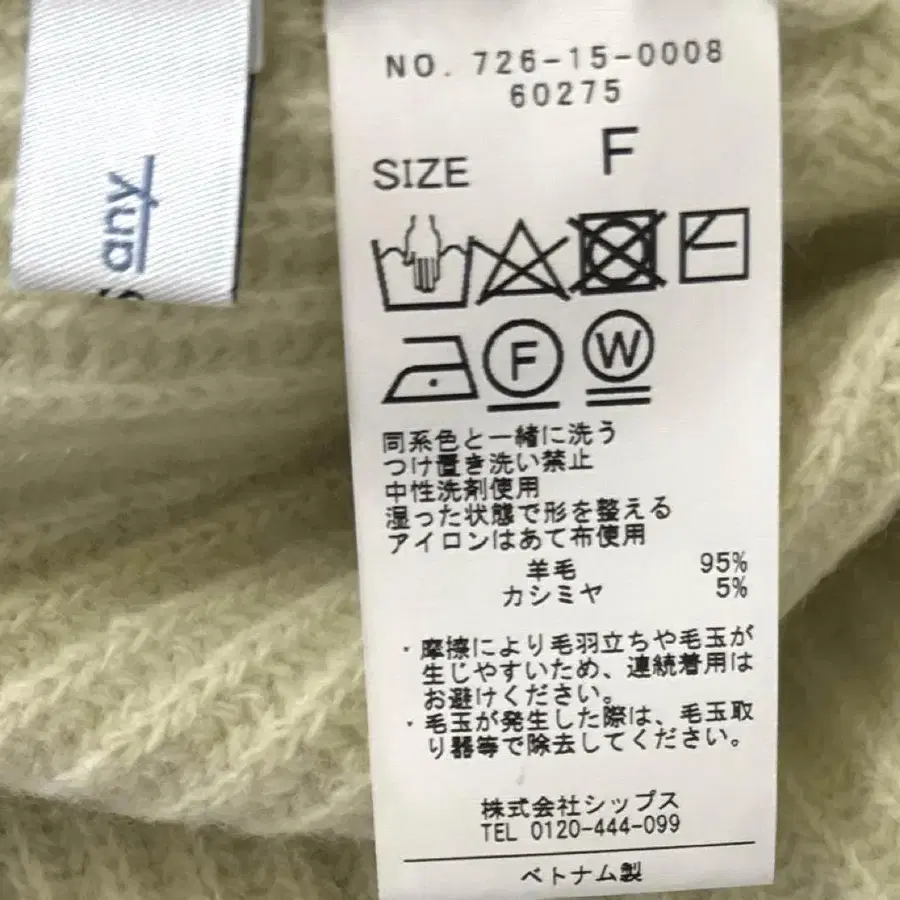 any
NO. 726-15-0008
60275
SIZE F
F W
同系色と一緒に洗う
つけ置き洗い禁止
中性洗剤使用
湿った状態で形を整える
アイロンはあて布使用
羊毛 95%
カシミヤ 5%
・摩擦により毛羽立ちや毛玉が
生じやすいため、連続着用は
お避けください。
・毛玉が発生した際は、毛玉取
り器等で除去してください。
株式会社シップス
TEL 0120-444-099
ベトナム製